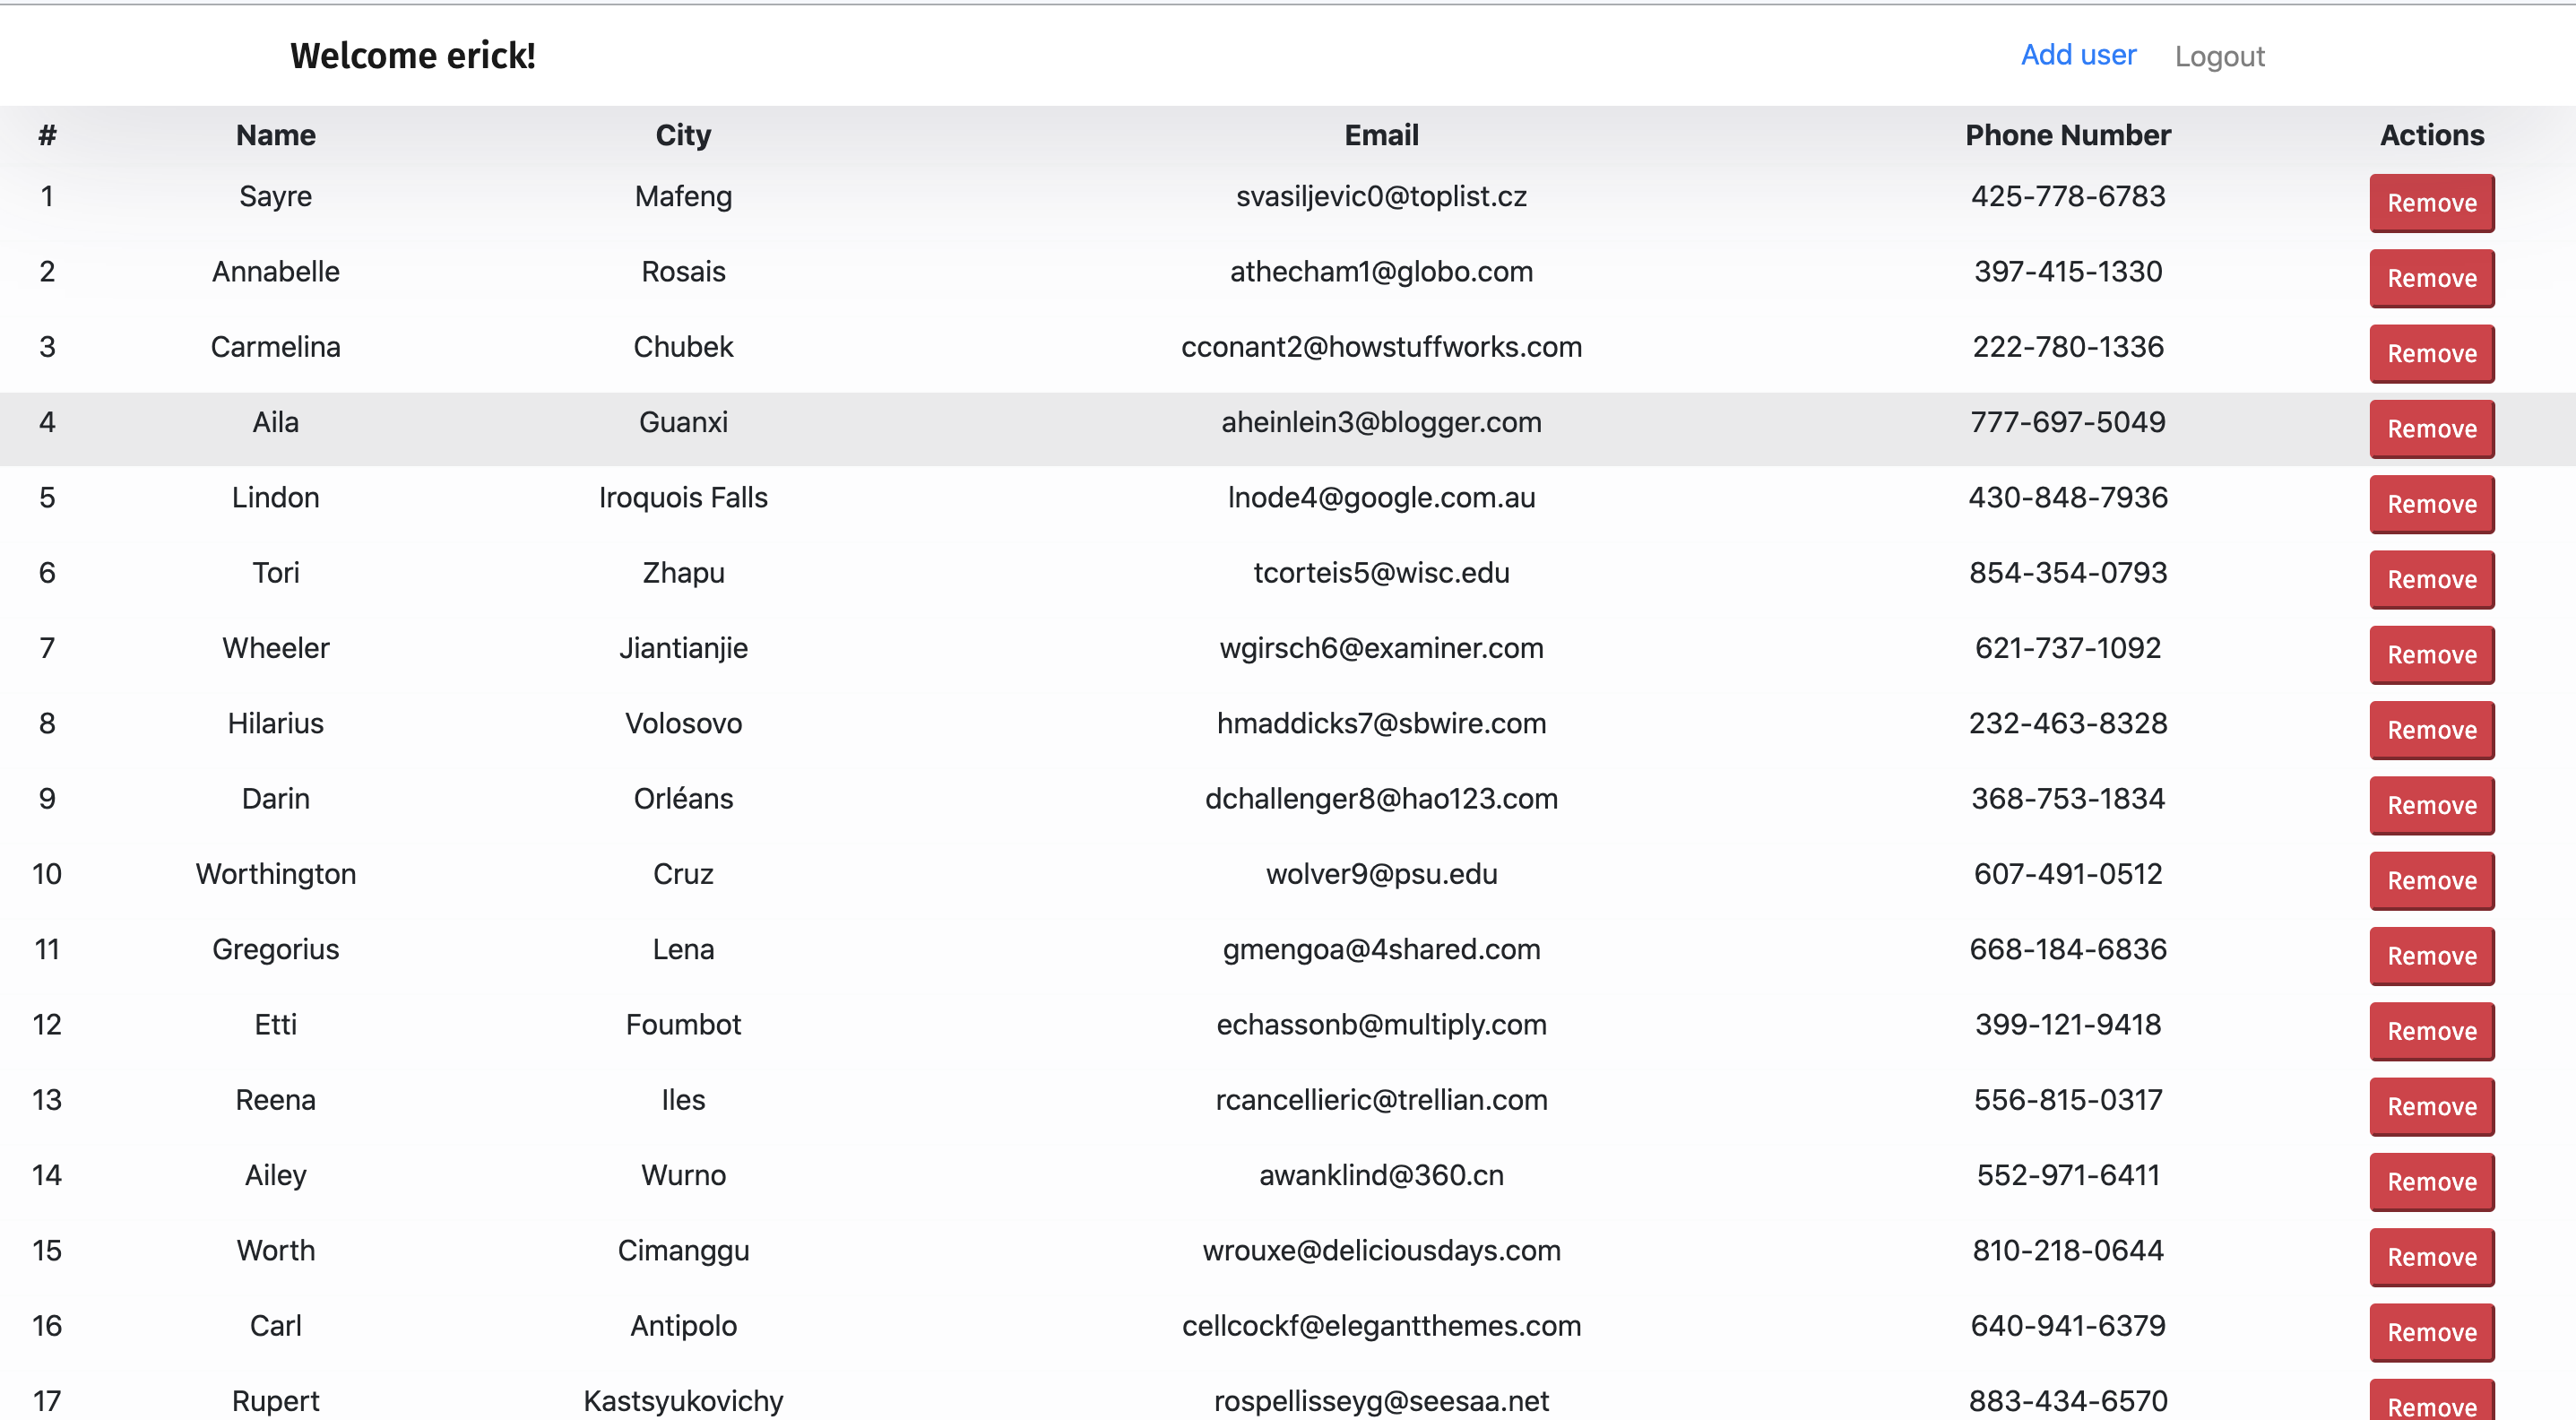 Welcome erick! Add user Logout
# Name City Email Phone Number Actions
1 Sayre Mafeng svasiljevic0@toplist.cz 425-778-6783 Remove
2 Annabelle Rosais athecham1@globo.com 397-415-1330 Remove
3 Carmelina Chubek cconant2@howstuffworks.com 222-780-1336 Remove
4 Aila Guanxi aheinlein3@blogger.com 777-697-5049 Remove
5 Lindon Iroquois Falls lnode4@google.com.au 430-848-7936 Remove
6 Tori Zhapu tcorteis5@wisc.edu 854-354-0793 Remove
7 Wheeler Jiantianjie wgirsch6@examiner.com 621-737-1092 Remove
8 Hilarius Volosovo hmaddicks7@sbwire.com 232-463-8328 Remove
9 Darin Orléans dchallenger8@hao123.com 368-753-1834 Remove
10 Worthington Cruz wolver9@psu.edu 607-491-0512 Remove
11 Gregorius Lena gmengoa@4shared.com 668-184-6836 Remove
12 Etti Foumbot echassonb@multiply.com 399-121-9418 Remove
13 Reena Iles rcancellieric@trellian.com 556-815-0317 Remove
14 Ailey Wurno awanklind@360.cn 552-971-6411 Remove
15 Worth Cimanggu wrouxe@deliciousdays.com 810-218-0644 Remove
16 Carl Antipolo cellcockf@elegantthemes.com 640-941-6379 Remove
17 Rupert Kastsyukovichy rospellisseyg@seesaa.net 883-434-6570 Remove